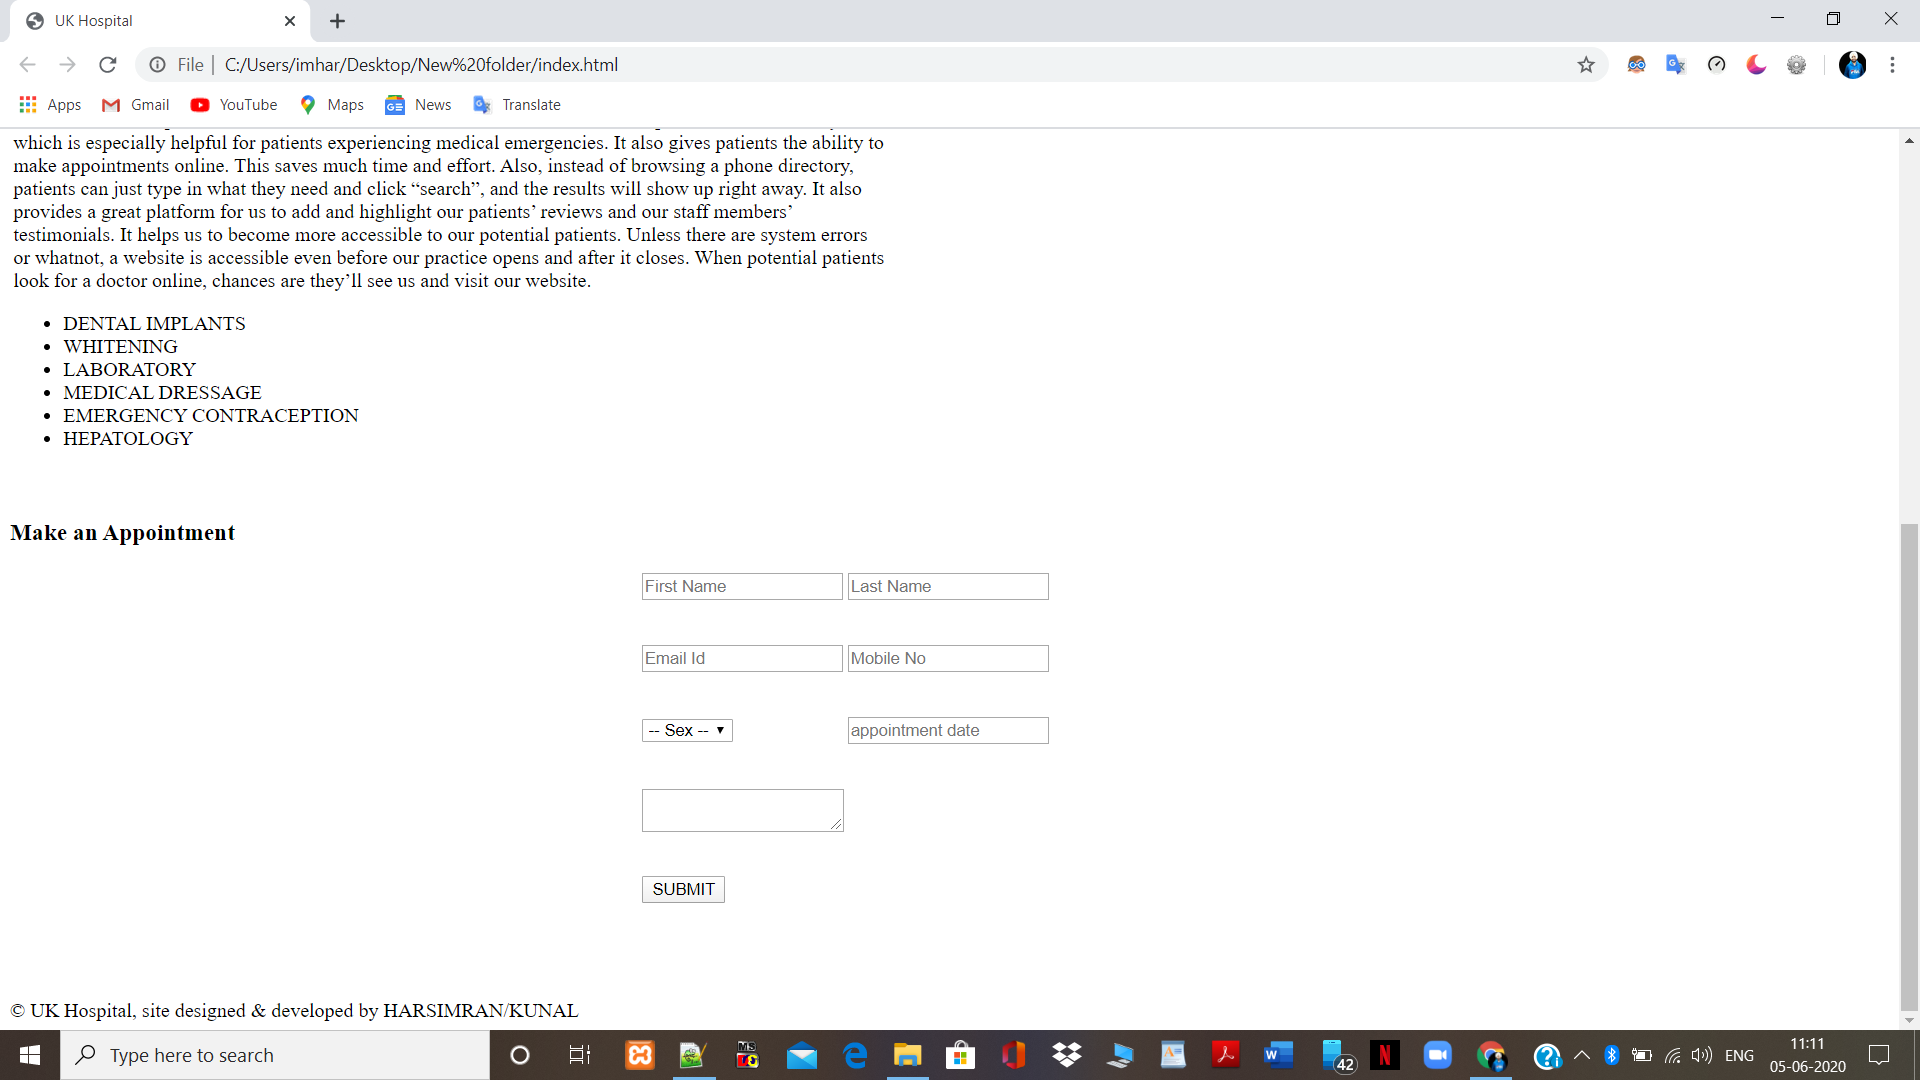 UK Hospital
File | C:/Users/imhar/Desktop/New%20folder/index.html
Apps Gmail YouTube Maps News Translate
which is especially helpful for patients experiencing medical emergencies. It also gives patients the ability to
make appointments online. This saves much time and effort. Also, instead of browsing a phone directory,
patients can just type in what they need and click “search”, and the results will show up right away. It also
provides a great platform for us to add and highlight our patients’ reviews and our staff members’
testimonials. It helps us to become more accessible to our potential patients. Unless there are system errors
or whatnot, a website is accessible even before our practice opens and after it closes. When potential patients
look for a doctor online, chances are they’ll see us and visit our website.
• DENTAL IMPLANTS
• WHITENING
• LABORATORY
• MEDICAL DRESSAGE
• EMERGENCY CONTRACEPTION
• HEPATOLOGY
Make an Appointment
First Name Last Name
Email Id Mobile No
-- Sex -- appointment date
SUBMIT
© UK Hospital, site designed & developed by HARSIMRAN/KUNAL
Type here to search
42
ENG
11:11
05-06-2020